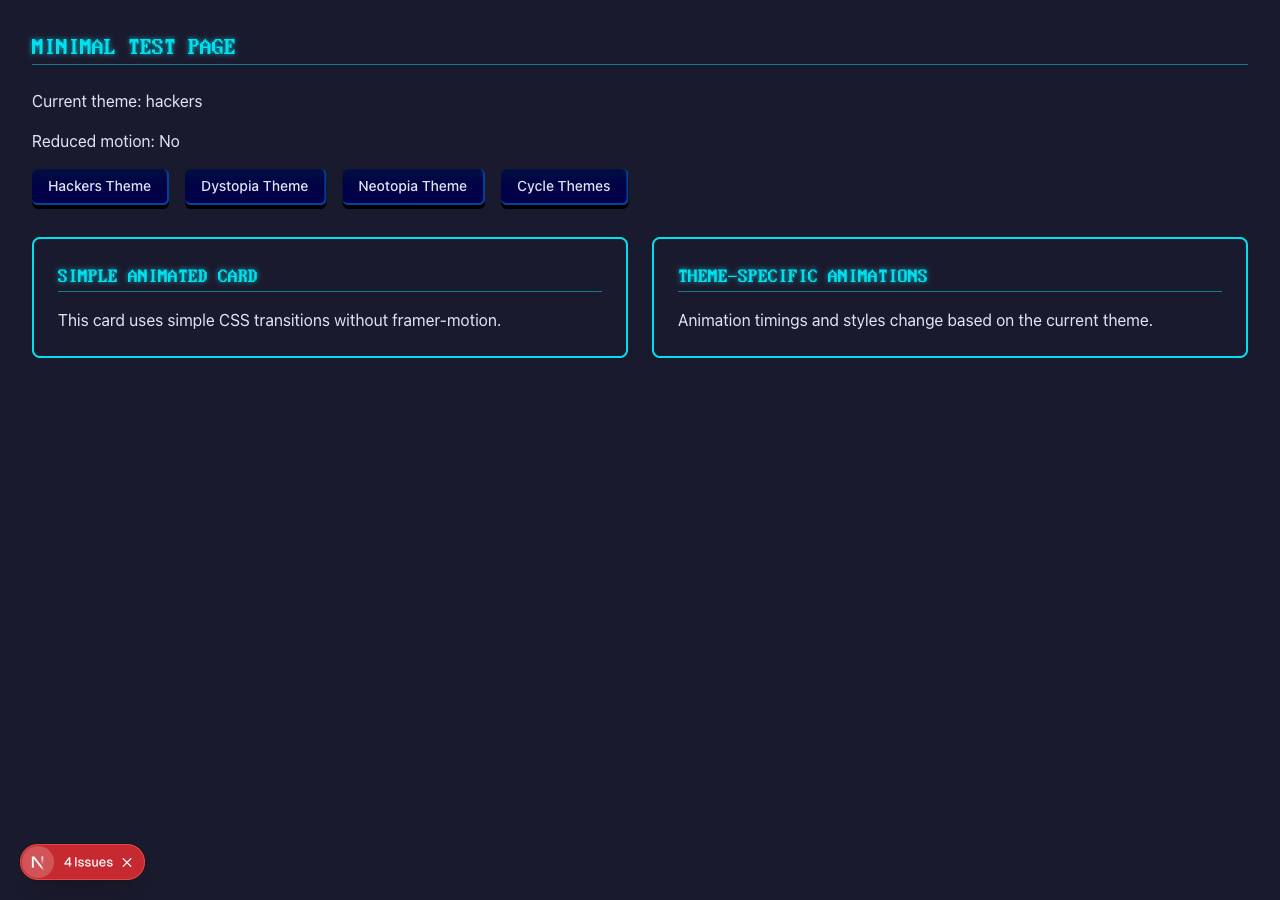 MINIMAL TEST PAGE
Current theme: hackers
Reduced motion: No
Hackers Theme
Dystopia Theme
Neotopia Theme
Cycle Themes
SIMPLE ANIMATED CARD
This card uses simple CSS transitions without framer-motion.
THEME-SPECIFIC ANIMATIONS
Animation timings and styles change based on the current theme.
N
4 Issues